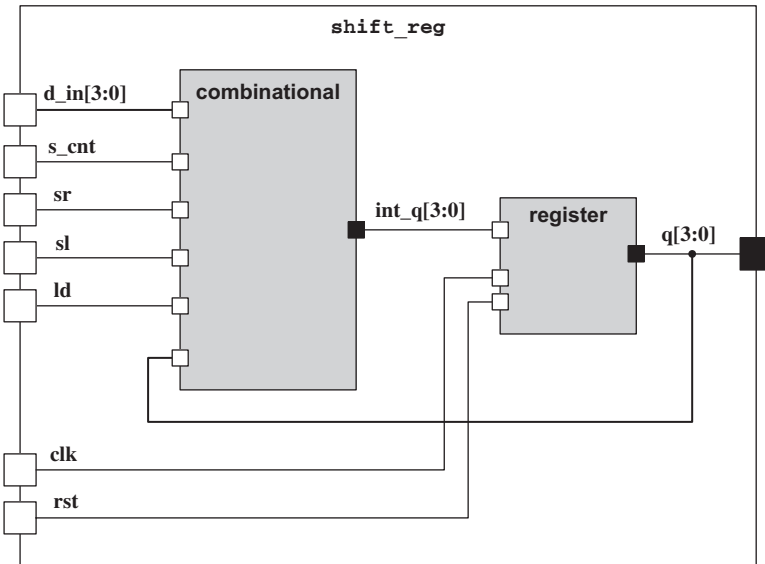 shift_reg
d_in[3:0]
combinational
s_cnt
sr
int_q[3:0]
register
sl
q[3:0]
ld
clk
rst